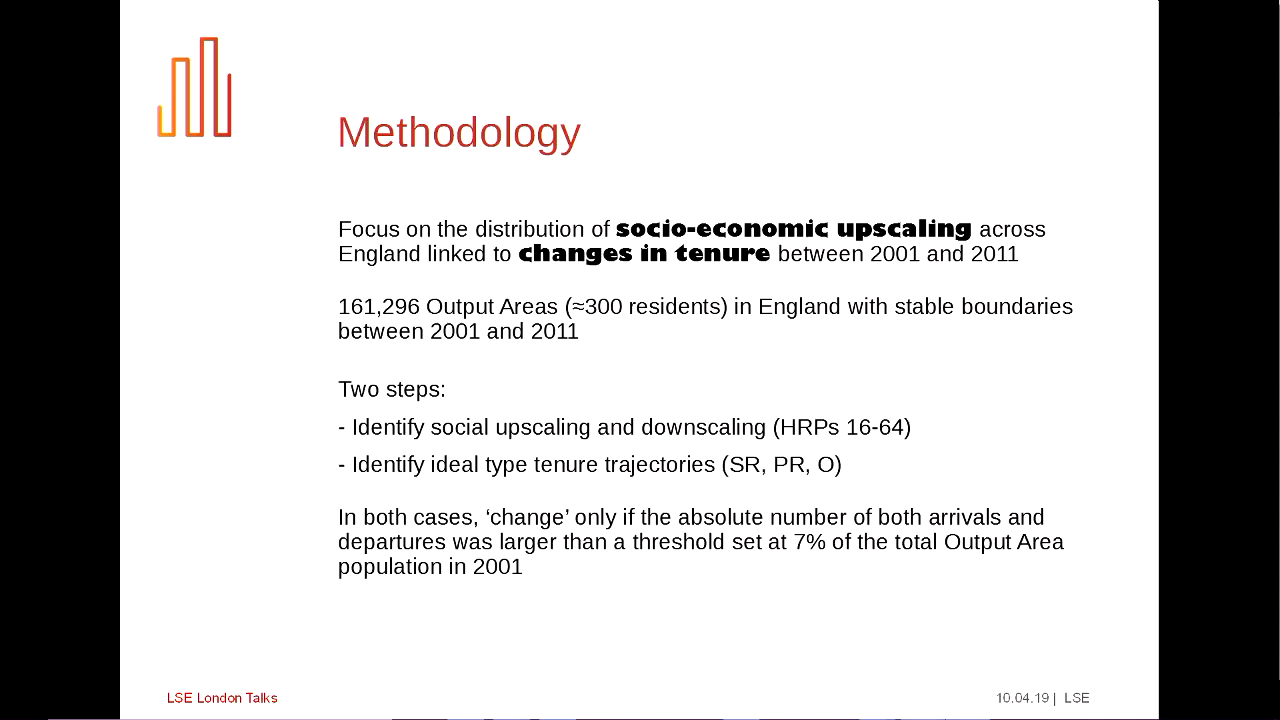 Methodology
Focus on the distribution of socio-economic upscaling across
England linked to changes in tenure between 2001 and 2011
161,296 Output Areas (≈300 residents) in England with stable boundaries
between 2001 and 2011
Two steps:
- Identify social upscaling and downscaling (HRPs 16-64)
- Identify ideal type tenure trajectories (SR, PR, O)
In both cases, ‘change’ only if the absolute number of both arrivals and
departures was larger than a threshold set at 7% of the total Output Area
population in 2001
LSE London Talks
10.04.19 | LSE